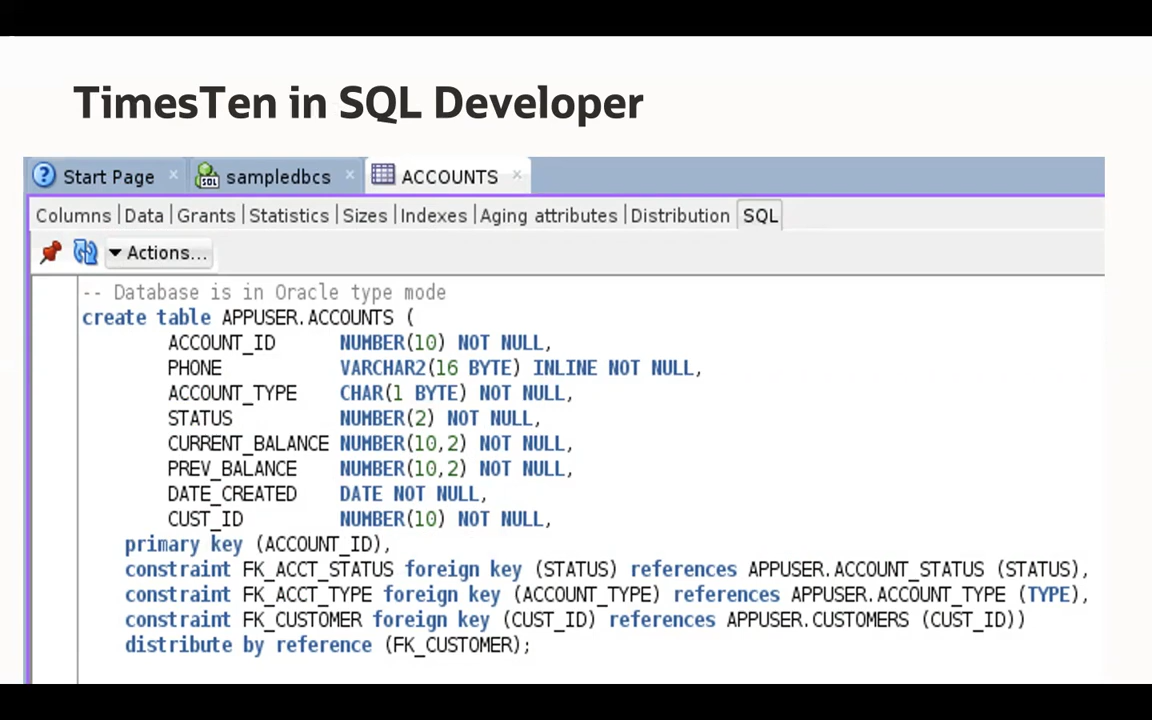 TimesTen in SQL Developer
Start Page × sampledbcs × ACCOUNTS ×
Columns | Data | Grants | Statistics | Sizes | Indexes | Aging attributes | Distribution SQL
Actions...
-- Database is in Oracle type mode
create table APPUSER.ACCOUNTS (
ACCOUNT_ID NUMBER(10) NOT NULL,
PHONE VARCHAR2(16 BYTE) INLINE NOT NULL,
ACCOUNT_TYPE CHAR(1 BYTE) NOT NULL,
STATUS NUMBER(2) NOT NULL,
CURRENT_BALANCE NUMBER(10,2) NOT NULL,
PREV_BALANCE NUMBER(10,2) NOT NULL,
DATE_CREATED DATE NOT NULL,
CUST_ID NUMBER(10) NOT NULL,
primary key (ACCOUNT_ID),
constraint FK_ACCT_STATUS foreign key (STATUS) references APPUSER.ACCOUNT_STATUS (STATUS),
constraint FK_ACCT_TYPE foreign key (ACCOUNT_TYPE) references APPUSER.ACCOUNT_TYPE (TYPE),
constraint FK_CUSTOMER foreign key (CUST_ID) references APPUSER.CUSTOMERS (CUST_ID))
distribute by reference (FK_CUSTOMER);